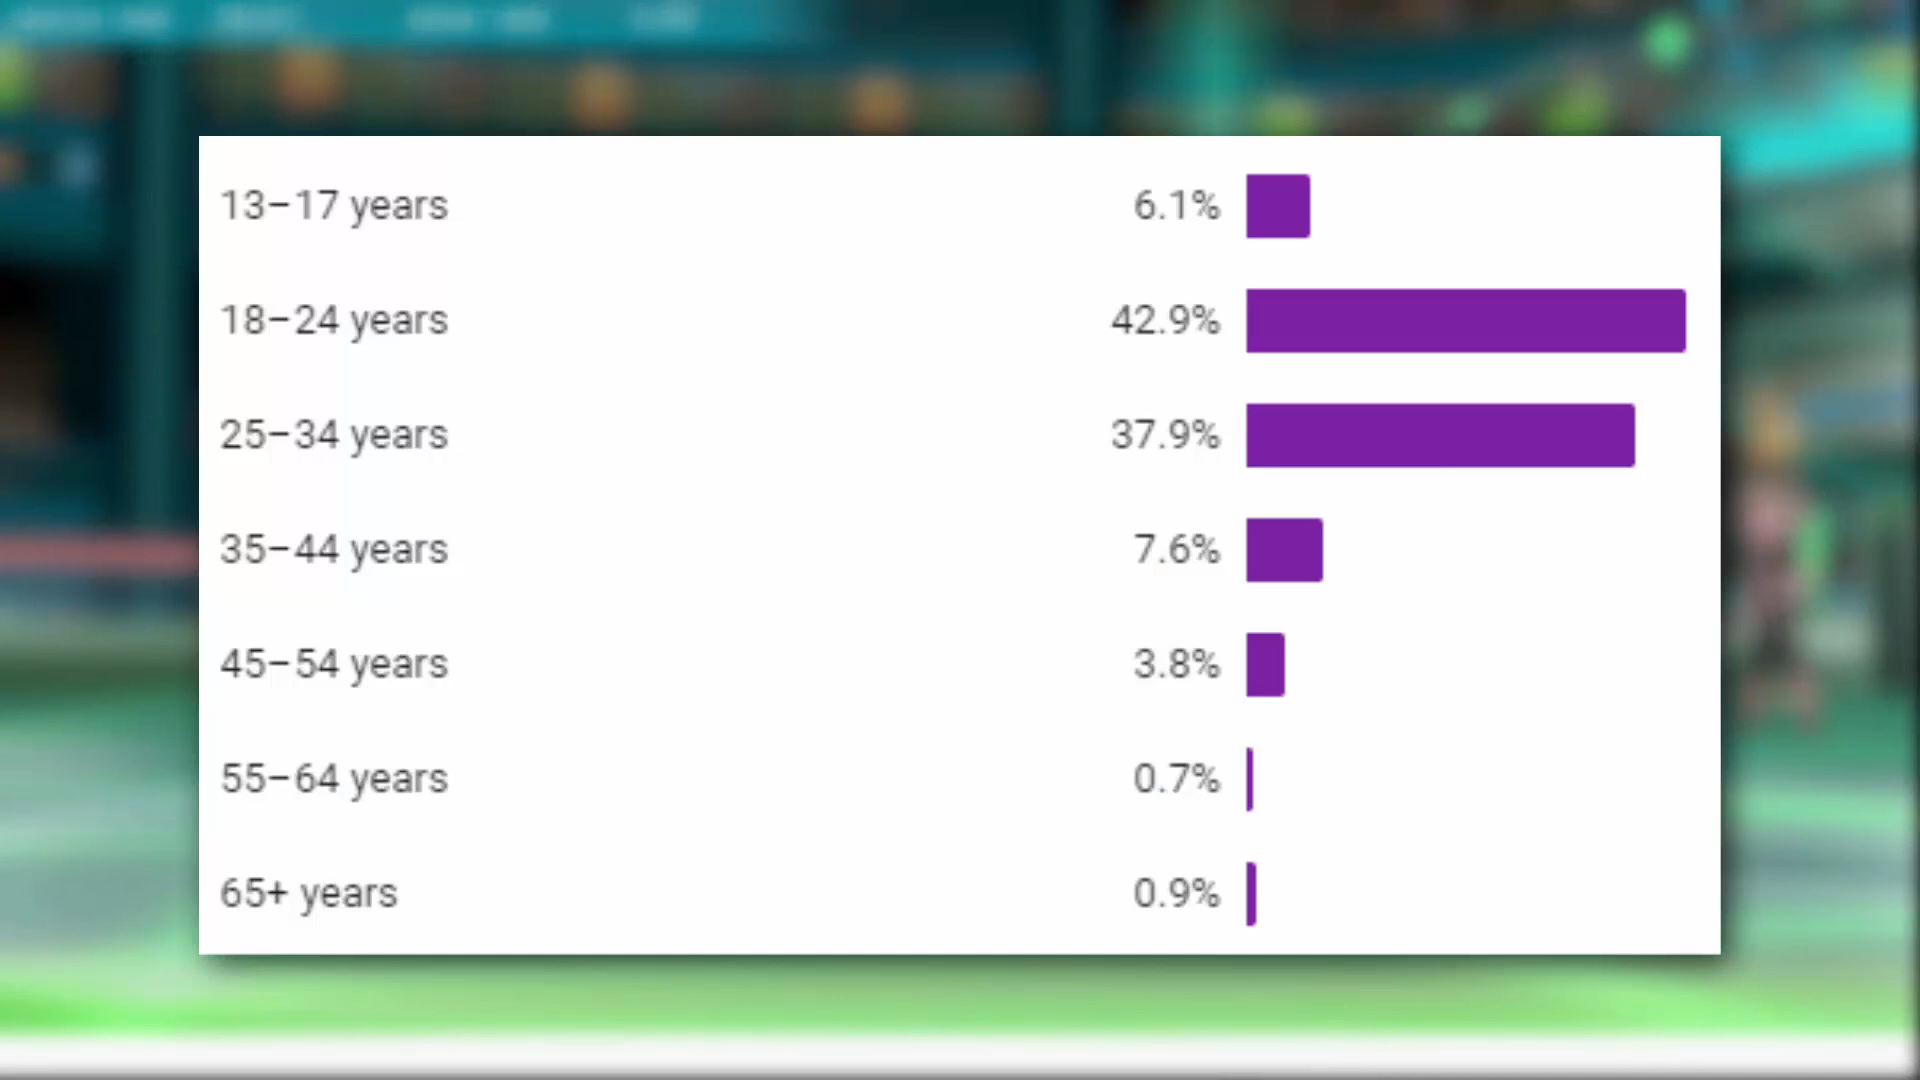 13–17 years 6.1%
18–24 years 42.9%
25–34 years 37.9%
35–44 years 7.6%
45–54 years 3.8%
55–64 years 0.7%
65+ years 0.9%